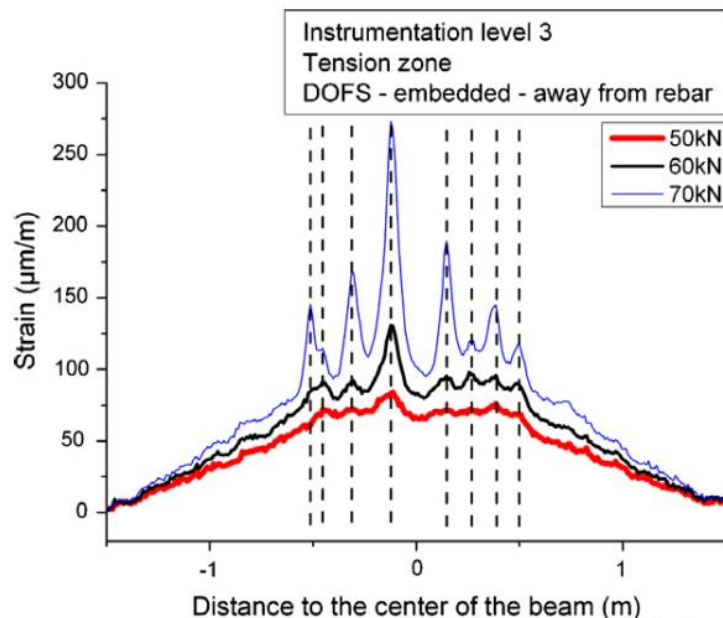 Instrumentation level 3
Tension zone
DOFS - embedded - away from rebar
50kN
60kN
70kN
300
250
200
150
100
50
0
Strain (µm/m)
-1
0
1
Distance to the center of the beam (m)